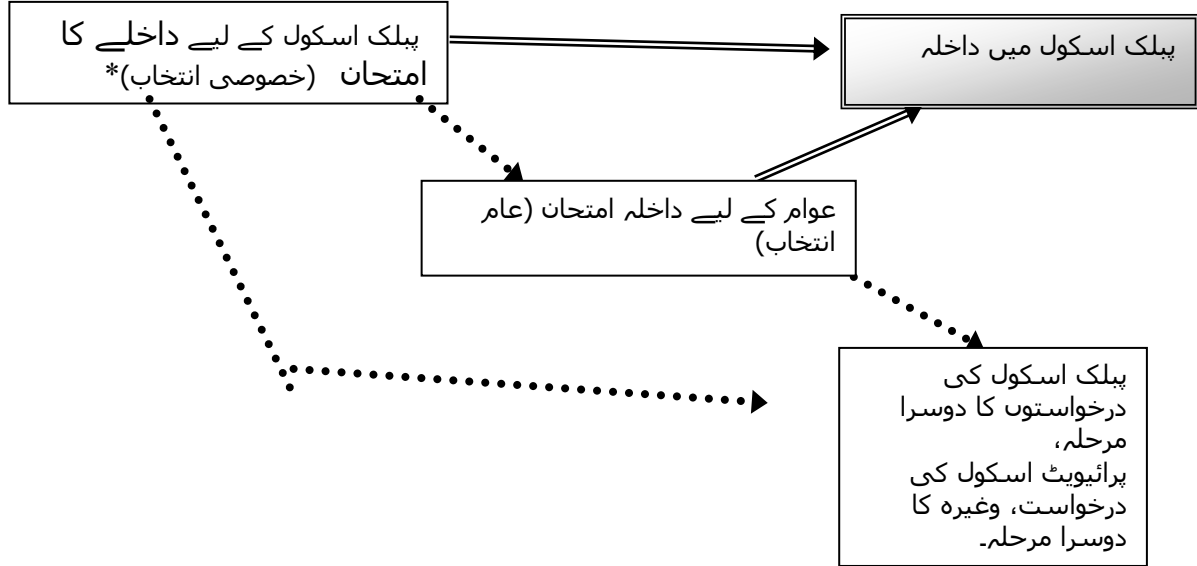 پبلک اسکول کے لیے داخلے کا
امتحان (خصوصی انتخاب)*
پبلک اسکول میں داخلہ
عوام کے لیے داخلہ امتحان (عام
انتخاب)
پبلک اسکول کی
درخواستوں کا دوسرا
مرحلہ،
پرائیویٹ اسکول کی
درخواست، وغیرہ کا
دوسرا مرحلہ۔